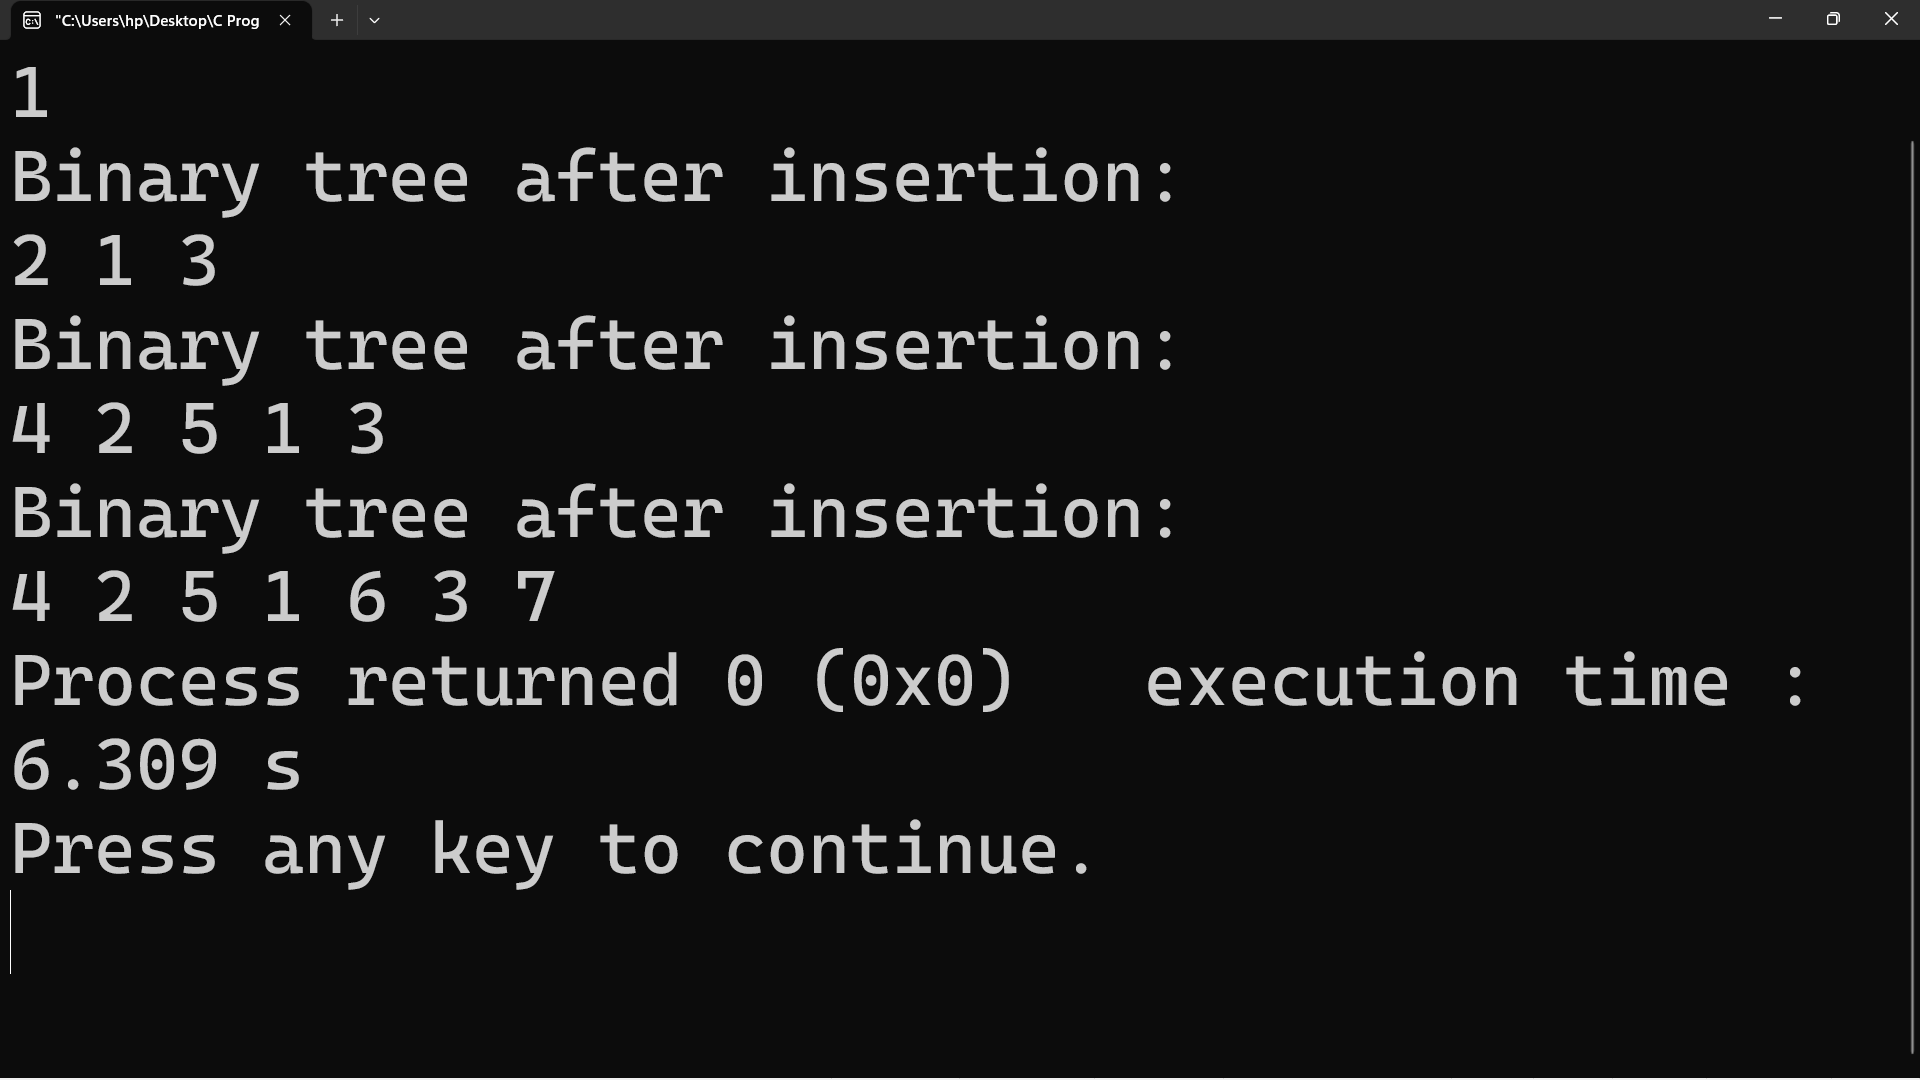 "C:\Users\hp\Desktop\C Prog
1
Binary tree after insertion:
2 1 3
Binary tree after insertion:
4 2 5 1 3
Binary tree after insertion:
4 2 5 1 6 3 7
Process returned 0 (0x0)   execution time :
6.309 s
Press any key to continue.